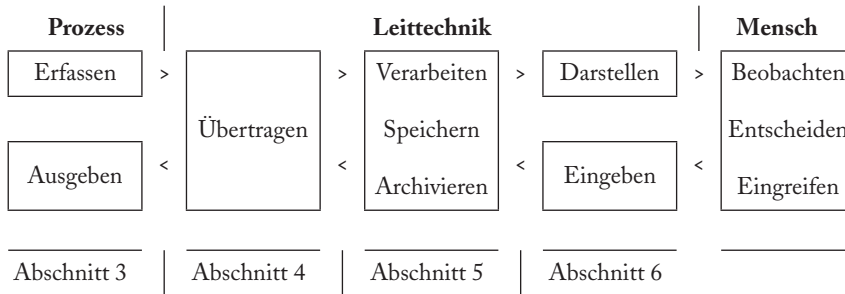 Prozess Leittechnik Mensch
Erfassen > > Verarbeiten > Darstellen > Beobachten
Übertragen Speichern Entscheiden
Ausgeben < < < Eingeben < 
Archivieren Eingreifen
Abschnitt 3 Abschnitt 4 Abschnitt 5 Abschnitt 6